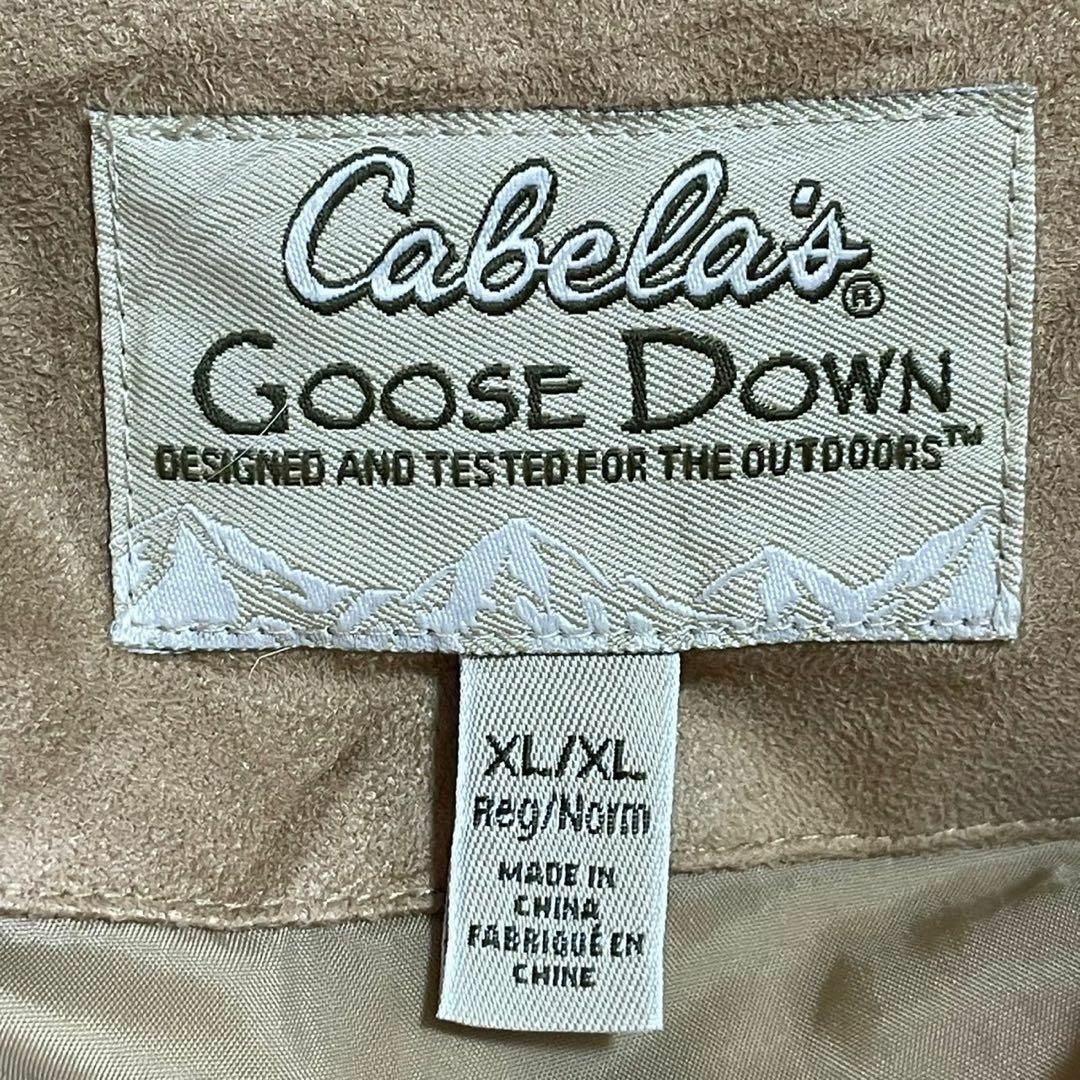 Cabela's®
GOOSE DOWN
DESIGNED AND TESTED FOR THE OUTDOORS™
XL/XL
Reg/Norm
MADE IN
CHINA
FABRIQUÉ EN
CHINE